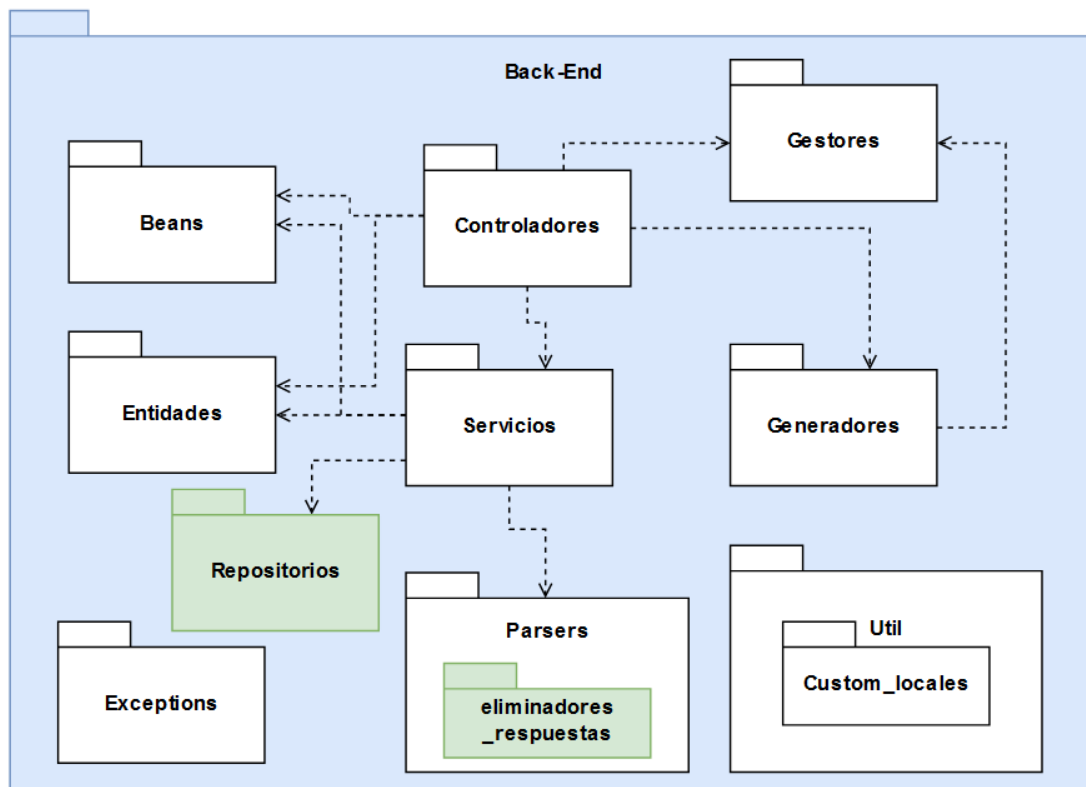 Back-End
Gestores
Beans
Controladores
Entidades
Servicios
Generadores
Repositorios
Parsers
Util
Exceptions
eliminadores
_respuestas
Custom_locales